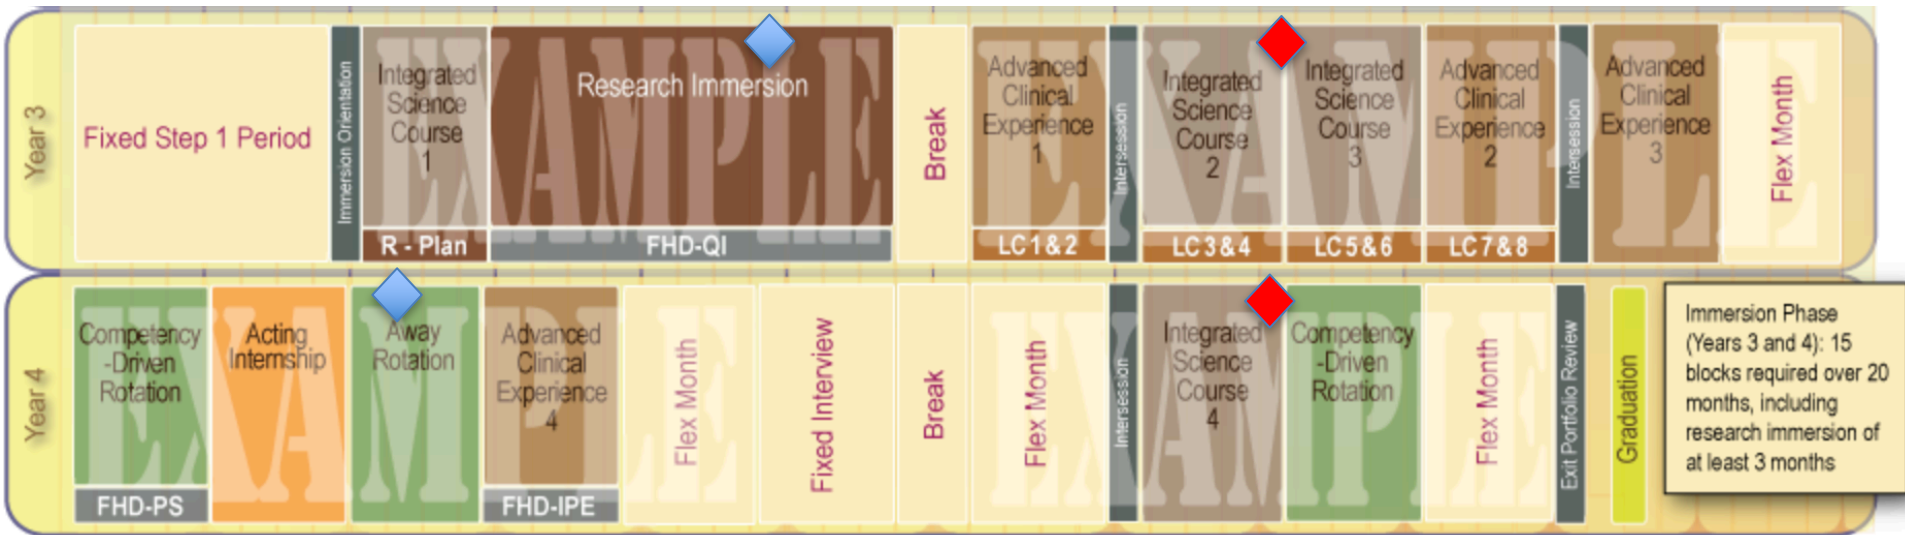 Year 3
Fixed Step 1 Period
Immersion Orientation
Integrated
Science
Course
1
R - Plan
Research Immersion
FHD-QI
Break
Advanced
Clinical
Experience
1
LC 1 & 2
Intersession
Integrated
Science
Course
2
LC 3 & 4
Integrated
Science
Course
3
LC 5 & 6
Advanced
Clinical
Experience
2
LC 7 & 8
Intersession
Advanced
Clinical
Experience
3
Flex Month
EXAMPLE
EXAMPLE
Year 4
Competency
-Driven
Rotation
FHD-PS
Acting
Internship
Away
Rotation
Advanced
Clinical
Experience
4
FHD-IPE
Flex Month
Fixed Interview
Break
Flex Month
Intersession
Integrated
Science
Course
4
Competency
-Driven
Rotation
Flex Month
Exit Portfolio Review
Graduation
EXAMPLE
EXAMPLE
Immersion Phase
(Years 3 and 4): 15
blocks required over 20
months, including
research immersion of
at least 3 months